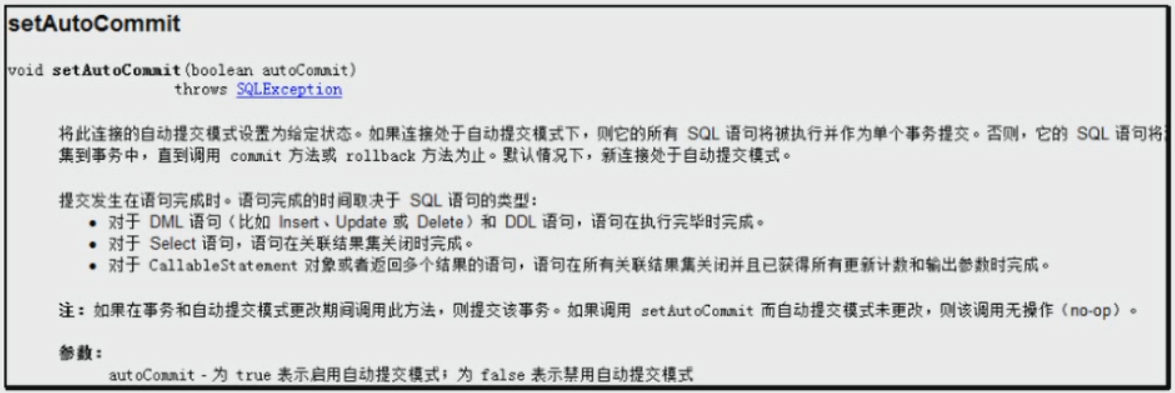 setAutoCommit
void setAutoCommit(boolean autoCommit)
throws SQLException
将此连接的自动提交模式设置为给定状态。如果连接处于自动提交模式下，则它的所有 SQL 语句将被执行并作为单个事务提交。否则，它的 SQL 语句将
集到事务中，直到调用 commit 方法或 rollback 方法为止。默认情况下，新连接处于自动提交模式。
提交发生在语句完成时。语句完成的时间取决于 SQL 语句的类型：
• 对于 DML 语句（比如 Insert、Update 或 Delete）和 DDL 语句，语句在执行完毕时完成。
• 对于 Select 语句，语句在关联结果集关闭时完成。
• 对于 CallableStatement 对象或者返回多个结果的语句，语句在所有关联结果集关闭并且已获得所有更新计数和输出参数时完成。
注：如果在事务和自动提交模式更改期间调用此方法，则提交该事务。如果调用 setAutoCommit 而自动提交模式未更改，则该调用无操作（no-op）。
参数：
autoCommit - 为 true 表示启用自动提交模式；为 false 表示禁用自动提交模式